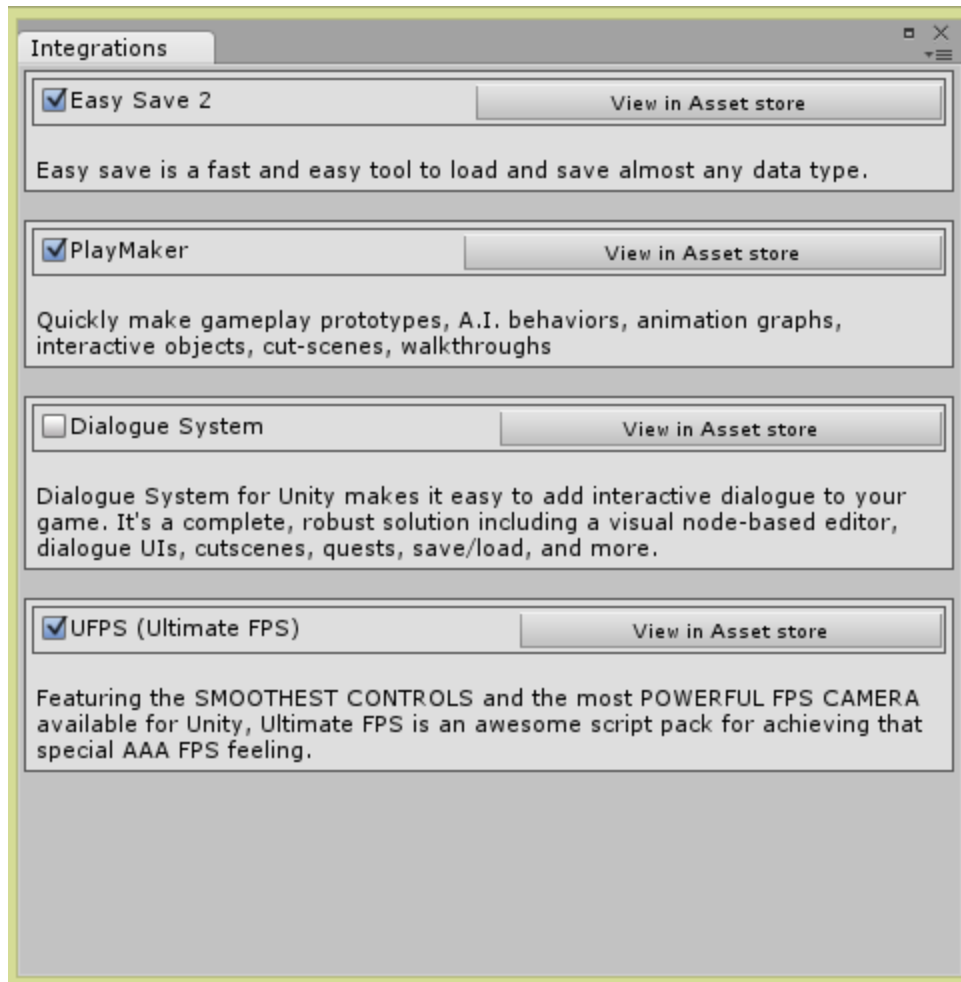 Integrations
Easy Save 2
View in Asset store
Easy save is a fast and easy tool to load and save almost any data type.
PlayMaker
View in Asset store
Quickly make gameplay prototypes, A.I. behaviors, animation graphs,
interactive objects, cut-scenes, walkthroughs
Dialogue System
View in Asset store
Dialogue System for Unity makes it easy to add interactive dialogue to your
game. It's a complete, robust solution including a visual node-based editor,
dialogue UIs, cutscenes, quests, save/load, and more.
UFPS (Ultimate FPS)
View in Asset store
Featuring the SMOOTHEST CONTROLS and the most POWERFUL FPS CAMERA
available for Unity, Ultimate FPS is an awesome script pack for achieving that
special AAA FPS feeling.